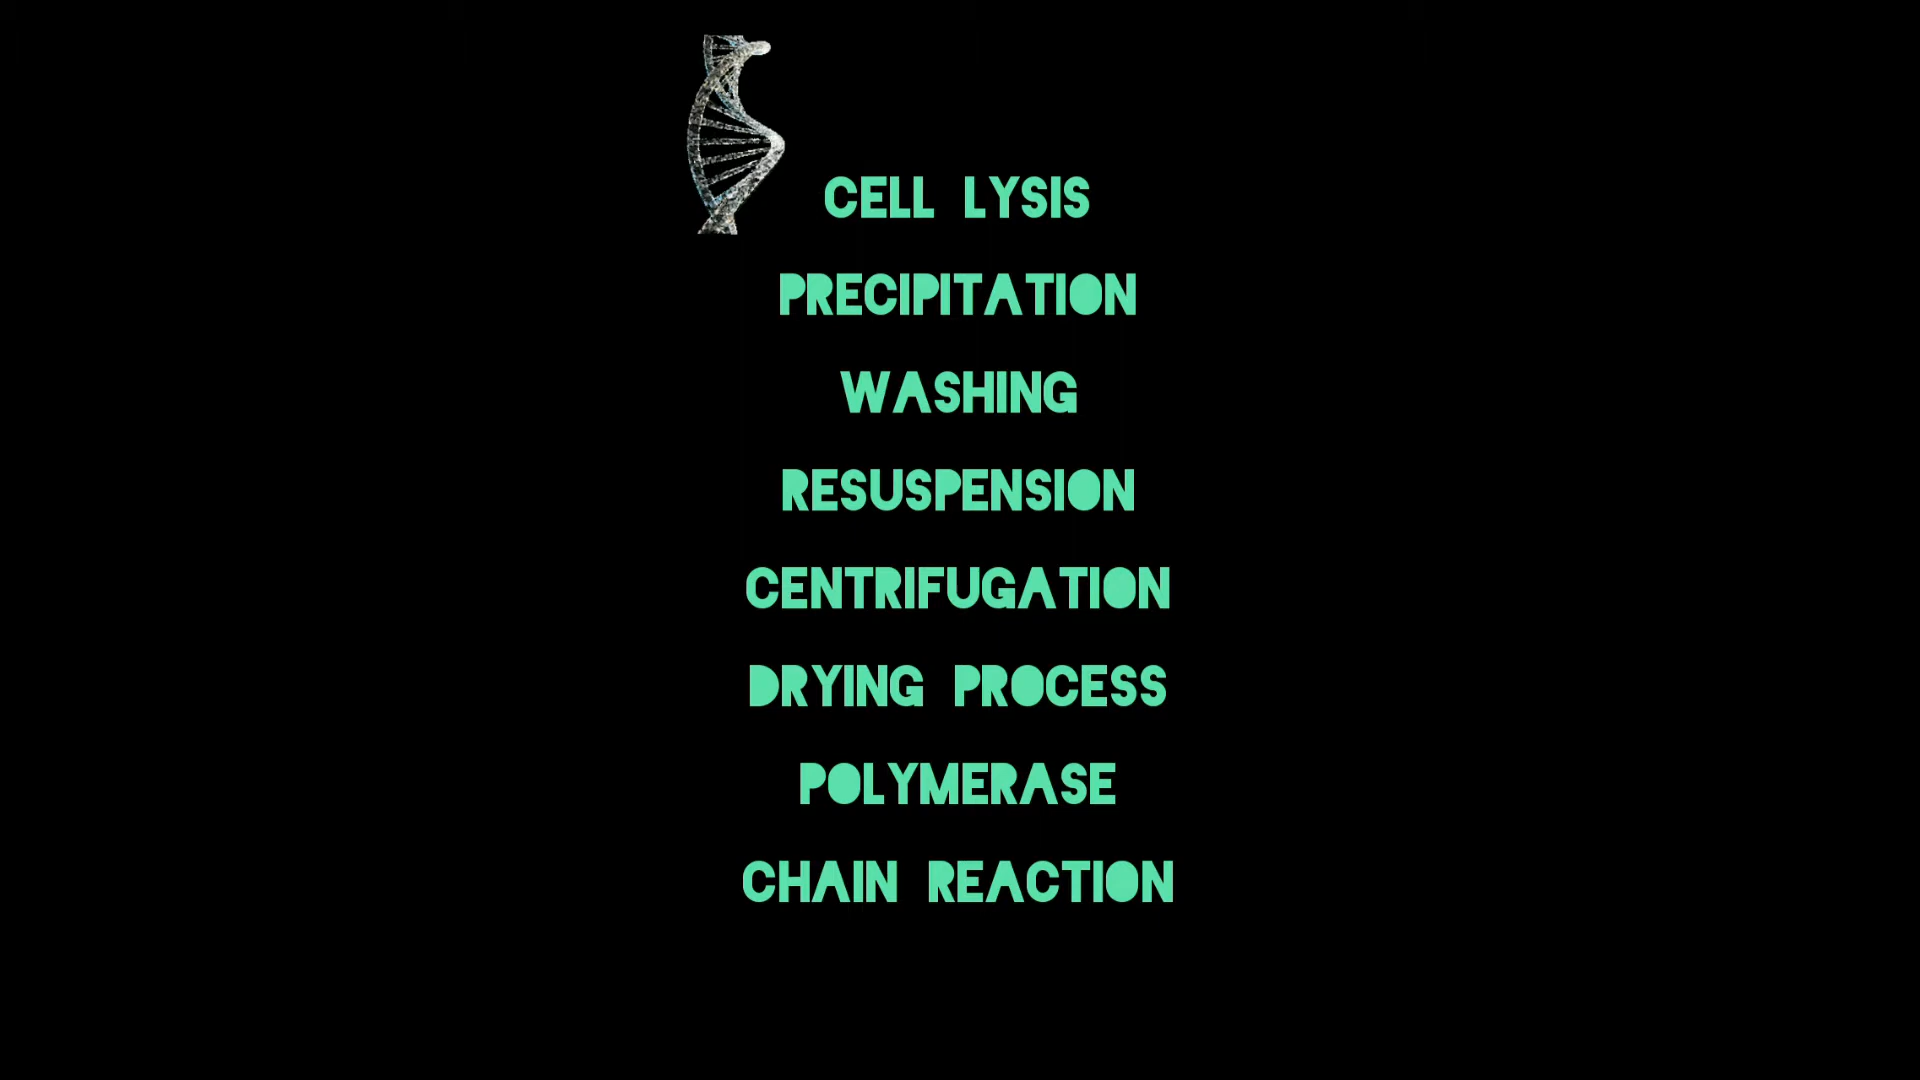 CELL LYSIS
PRECIPITATION
WASHING
RESUSPENSION
CENTRIFUGATION
DRYING PROCESS
POLYMERASE
CHAIN REACTION